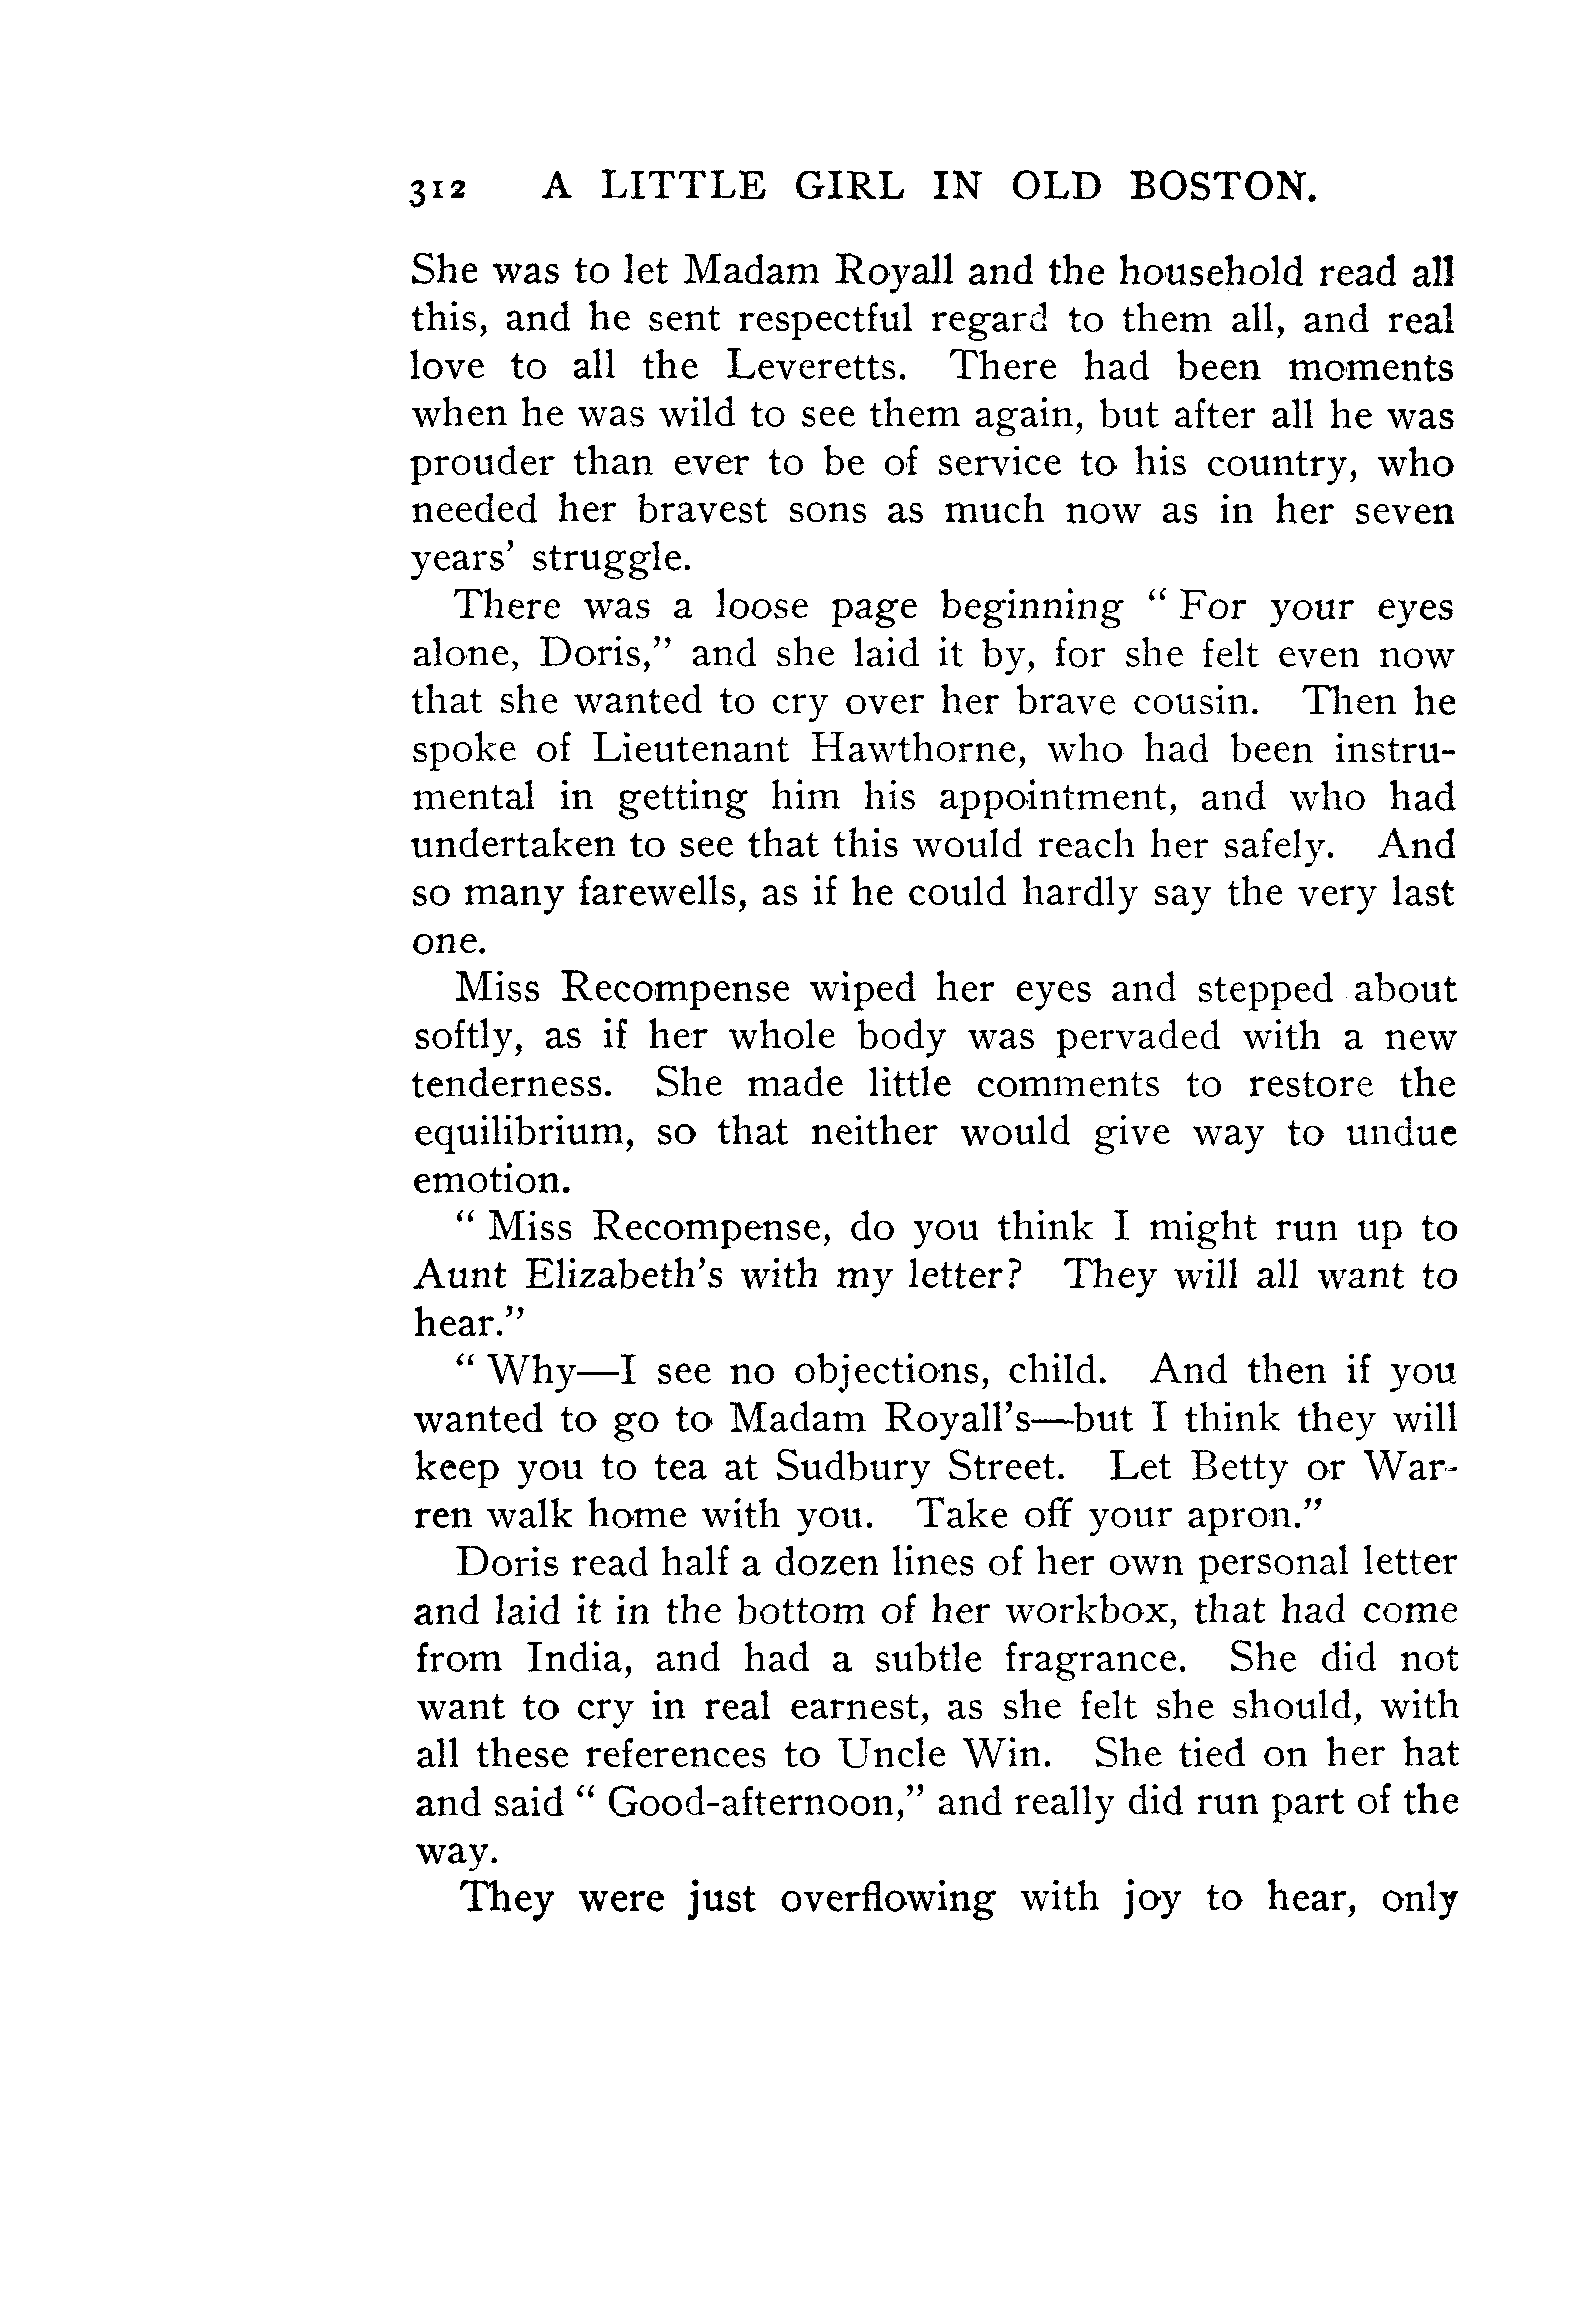 312 A LITTLE GIRL IN OLD BOSTON.
She was to let Madam Royall and the household read all
this, and he sent respectful regard to them all, and real
love to all the Leveretts. There had been moments
when he was wild to see them again, but after all he was
prouder than ever to be of service to his country, who
needed her bravest sons as much now as in her seven
years' struggle.
There was a loose page beginning “ For your eyes
alone, Doris,” and she laid it by, for she felt even now
that she wanted to cry over her brave cousin. Then he
spoke of Lieutenant Hawthorne, who had been instru-
mental in getting him his appointment, and who had
undertaken to see that this would reach her safely. And
so many farewells, as if he could hardly say the very last
one.
Miss Recompense wiped her eyes and stepped about
softly, as if her whole body was pervaded with a new
tenderness. She made little comments to restore the
equilibrium, so that neither would give way to undue
emotion.
“ Miss Recompense, do you think I might run up to
Aunt Elizabeth's with my letter? They will all want to
hear.”
“ Why—I see no objections, child. And then if you
wanted to go to Madam Royall's—but I think they will
keep you to tea at Sudbury Street. Let Betty or War-
ren walk home with you. Take off your apron.”
Doris read half a dozen lines of her own personal letter
and laid it in the bottom of her workbox, that had come
from India, and had a subtle fragrance. She did not
want to cry in real earnest, as she felt she should, with
all these references to Uncle Win. She tied on her hat
and said “ Good-afternoon,” and really did run part of the
way.
They were just overflowing with joy to hear, only